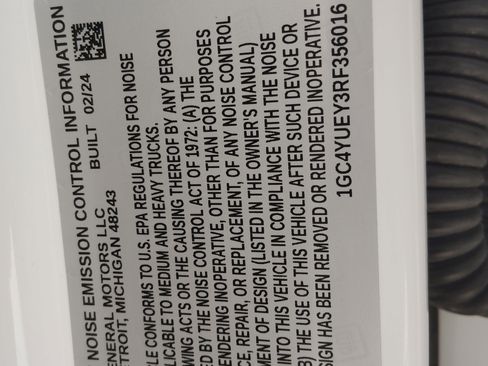 NOISE EMISSION CONTROL INFORMATION
GENERAL MOTORS LLC BUILT 02/24
DETROIT, MICHIGAN 48243
CLE CONFORMS TO U.S. EPA REGULATIONS FOR NOISE
LICABLE TO MEDIUM AND HEAVY TRUCKS.
WING ACTS OR THE CAUSING THEREOF BY ANY PERSON
ED BY THE NOISE CONTROL ACT OF 1972: (A) THE
ENDERING INOPERATIVE, OTHER THAN FOR PURPOSES
CE, REPAIR, OR REPLACEMENT, OF ANY NOISE CONTROL
MENT OF DESIGN (LISTED IN THE OWNER'S MANUAL)
INTO THIS VEHICLE IN COMPLIANCE WITH THE NOISE
B) THE USE OF THIS VEHICLE AFTER SUCH DEVICE OR
SIGN HAS BEEN REMOVED OR RENDERED INOPERATIVE.
1GC4YUEY3RF356016